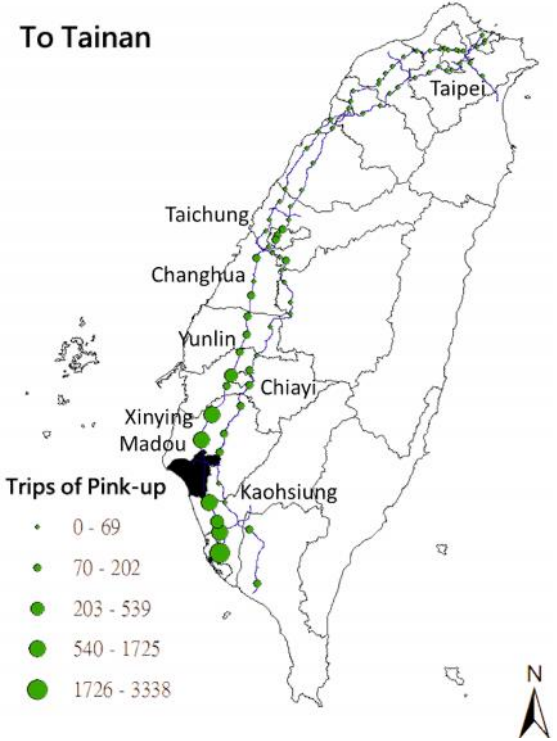 To Tainan
Taipei
Taichung
Changhua
Yunlin
Chiayi
Xinying
Madou
Kaohsiung
Trips of Pink-up
0 - 69
70 - 202
203 - 539
540 - 1725
1726 - 3338
N